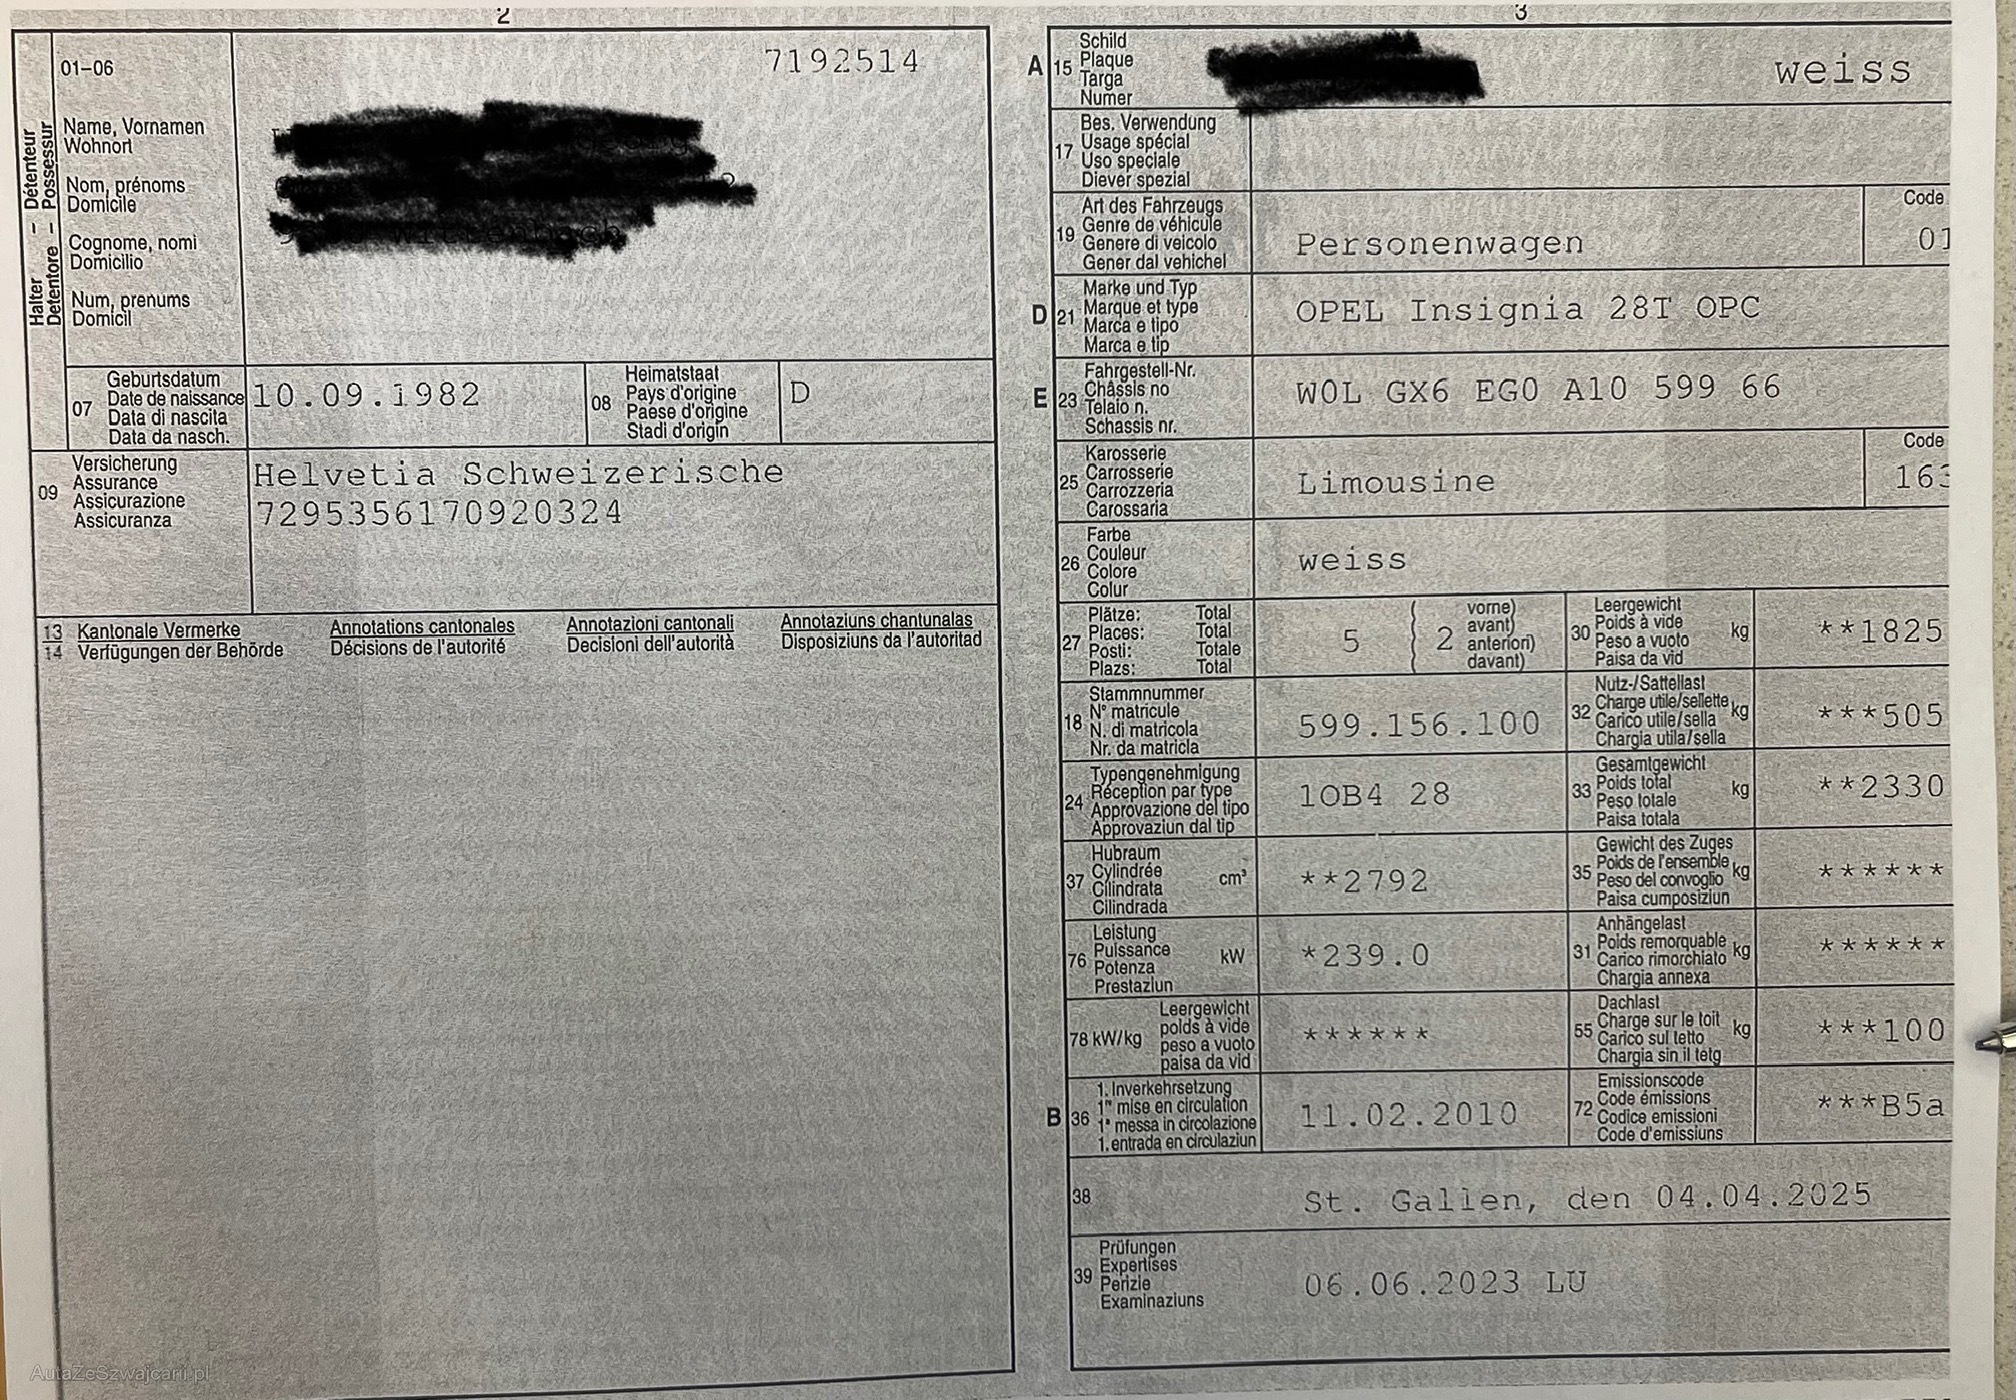 2
01-06
7192514
Halter - Détenteur
Detentore - Possessur
Name, Vornamen
Wohnort
Nom, prénoms
Domicile
Cognome, nomi
Domicilio
Num, prenums
Domicil
07
Geburtsdatum
Date de naissance
Data di nascita
Data da nasch.
10.09.1982
08
Heimatstaat
Pays d'origine
Paese d'origine
Stadi d'origin
D
09
Versicherung
Assurance
Assicurazione
Assicuranza
Helvetia Schweizerische
7295356170920324
13 Kantonale Vermerke
14 Verfügungen der Behörde
Annotations cantonales
Décisions de l'autorité
Annotazioni cantonali
Decisioni dell'autorità
Annotaziuns chantunalas
Disposiziuns da l'autoritad
3
A 15
Schild
Plaque
Targa
Numer
weiss
17
Bes. Verwendung
Usage spécial
Uso speciale
Diever spezial
19
Art des Fahrzeugs
Genre de véhicule
Genere di veicolo
Gener dal vehichel
Personenwagen
Code
01
D 21
Marke und Typ
Marque et type
Marca e tipo
Marca e tip
OPEL Insignia 28T OPC
E 23
Fahrgestell-Nr.
Châssis no
Telaio n.
Schassis nr.
WOL GX6 EG0 A10 599 66
25
Karosserie
Carrosserie
Carrozzeria
Carossaria
Limousine
Code
163
26
Farbe
Couleur
Colore
Colur
weiss
27
Plätze: Total
Places: Total
Posti: Totale
Plazs: Total
5
2
vorne)
avant)
anteriori)
davant)
30
Leergewicht
Poids à vide
Peso a vuoto
Paisa da vid
kg
**1825
18
Stammnummer
N° matricule
N. di matricola
Nr. da matricla
599.156.100
32
Nutz-/Sattellast
Charge utile/sellette
Carico utile/sella
Chargia utila/sella
kg
***505
24
Typengenehmigung
Réception par type
Approvazione del tipo
Approvaziun dal tip
1OB4 28
33
Gesamtgewicht
Poids total
Peso totale
Paisa totala
kg
**2330
37
Hubraum
Cylindrée
Cilindrata
Cilindrada
cm³
**2792
35
Gewicht des Zuges
Poids de l'ensemble
Peso del convoglio
Paisa cumposiziun
kg
******
76
Leistung
Puissance
Potenza
Prestaziun
kW
*239.0
31
Anhängelast
Poids remorquable
Carico rimorchiato
Chargia annexa
kg
******
78 kW/kg
Leergewicht
poids à vide
peso a vuoto
paisa da vid
******
55
Dachlast
Charge sur le toit
Carico sul tetto
Chargia sin il tetg
kg
***100
B 36
1. Inverkehrsetzung
1re mise en circulation
1a messa in circolazione
1. entrada en circulaziun
11.02.2010
72
Emissionscode
Code émissions
Codice emissioni
Code d'emissiuns
***B5a
38
St. Gallen, den 04.04.2025
39
Prüfungen
Expertises
Perizie
Examinaziuns
06.06.2023 LU
AutaZeSzwajcarii.pl